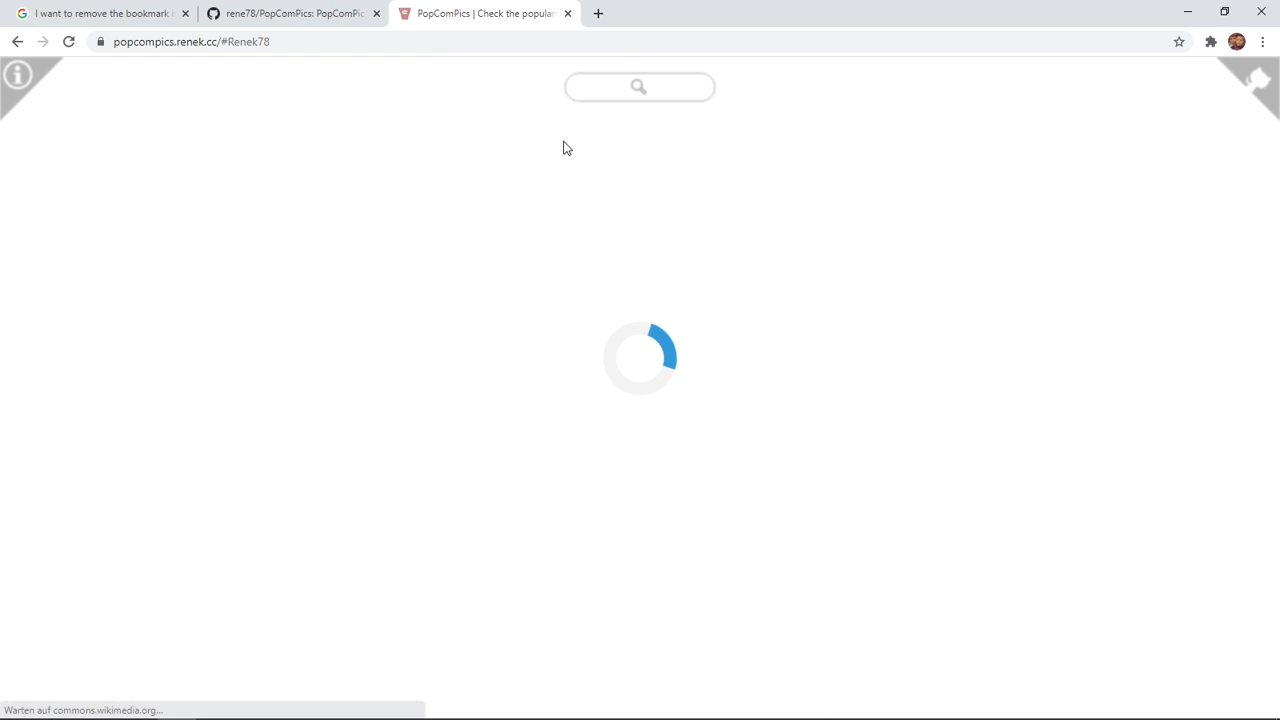 I want to remove the bookmark b
rene78/PopComPics: PopComPic
PopComPics | Check the popular
popcompics.renek.cc/#Renek78
Warten auf commons.wikimedia.org...